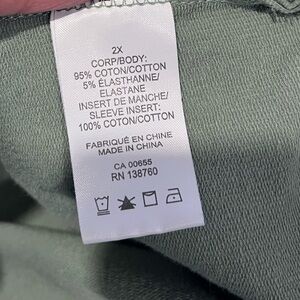 2X
CORP/BODY:
95% COTON/COTTON
5% ÉLASTHANNE/
ELASTANE
INSERT DE MANCHE/
SLEEVE INSERT:
100% COTON/COTTON
FABRIQUÉ EN CHINE
MADE IN CHINA
CA 00655
RN 138760